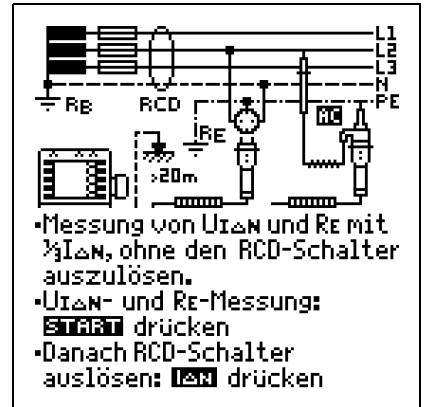 L1
L2
L3
N
RB RCD PE
RE AC
>20m
•Messung von UIΔN und RE mit
⅓IΔN, ohne den RCD-Schalter
auszulösen.
•UIΔN- und RE-Messung:
START drücken
•Danach RCD-Schalter
auslösen: IΔN drücken